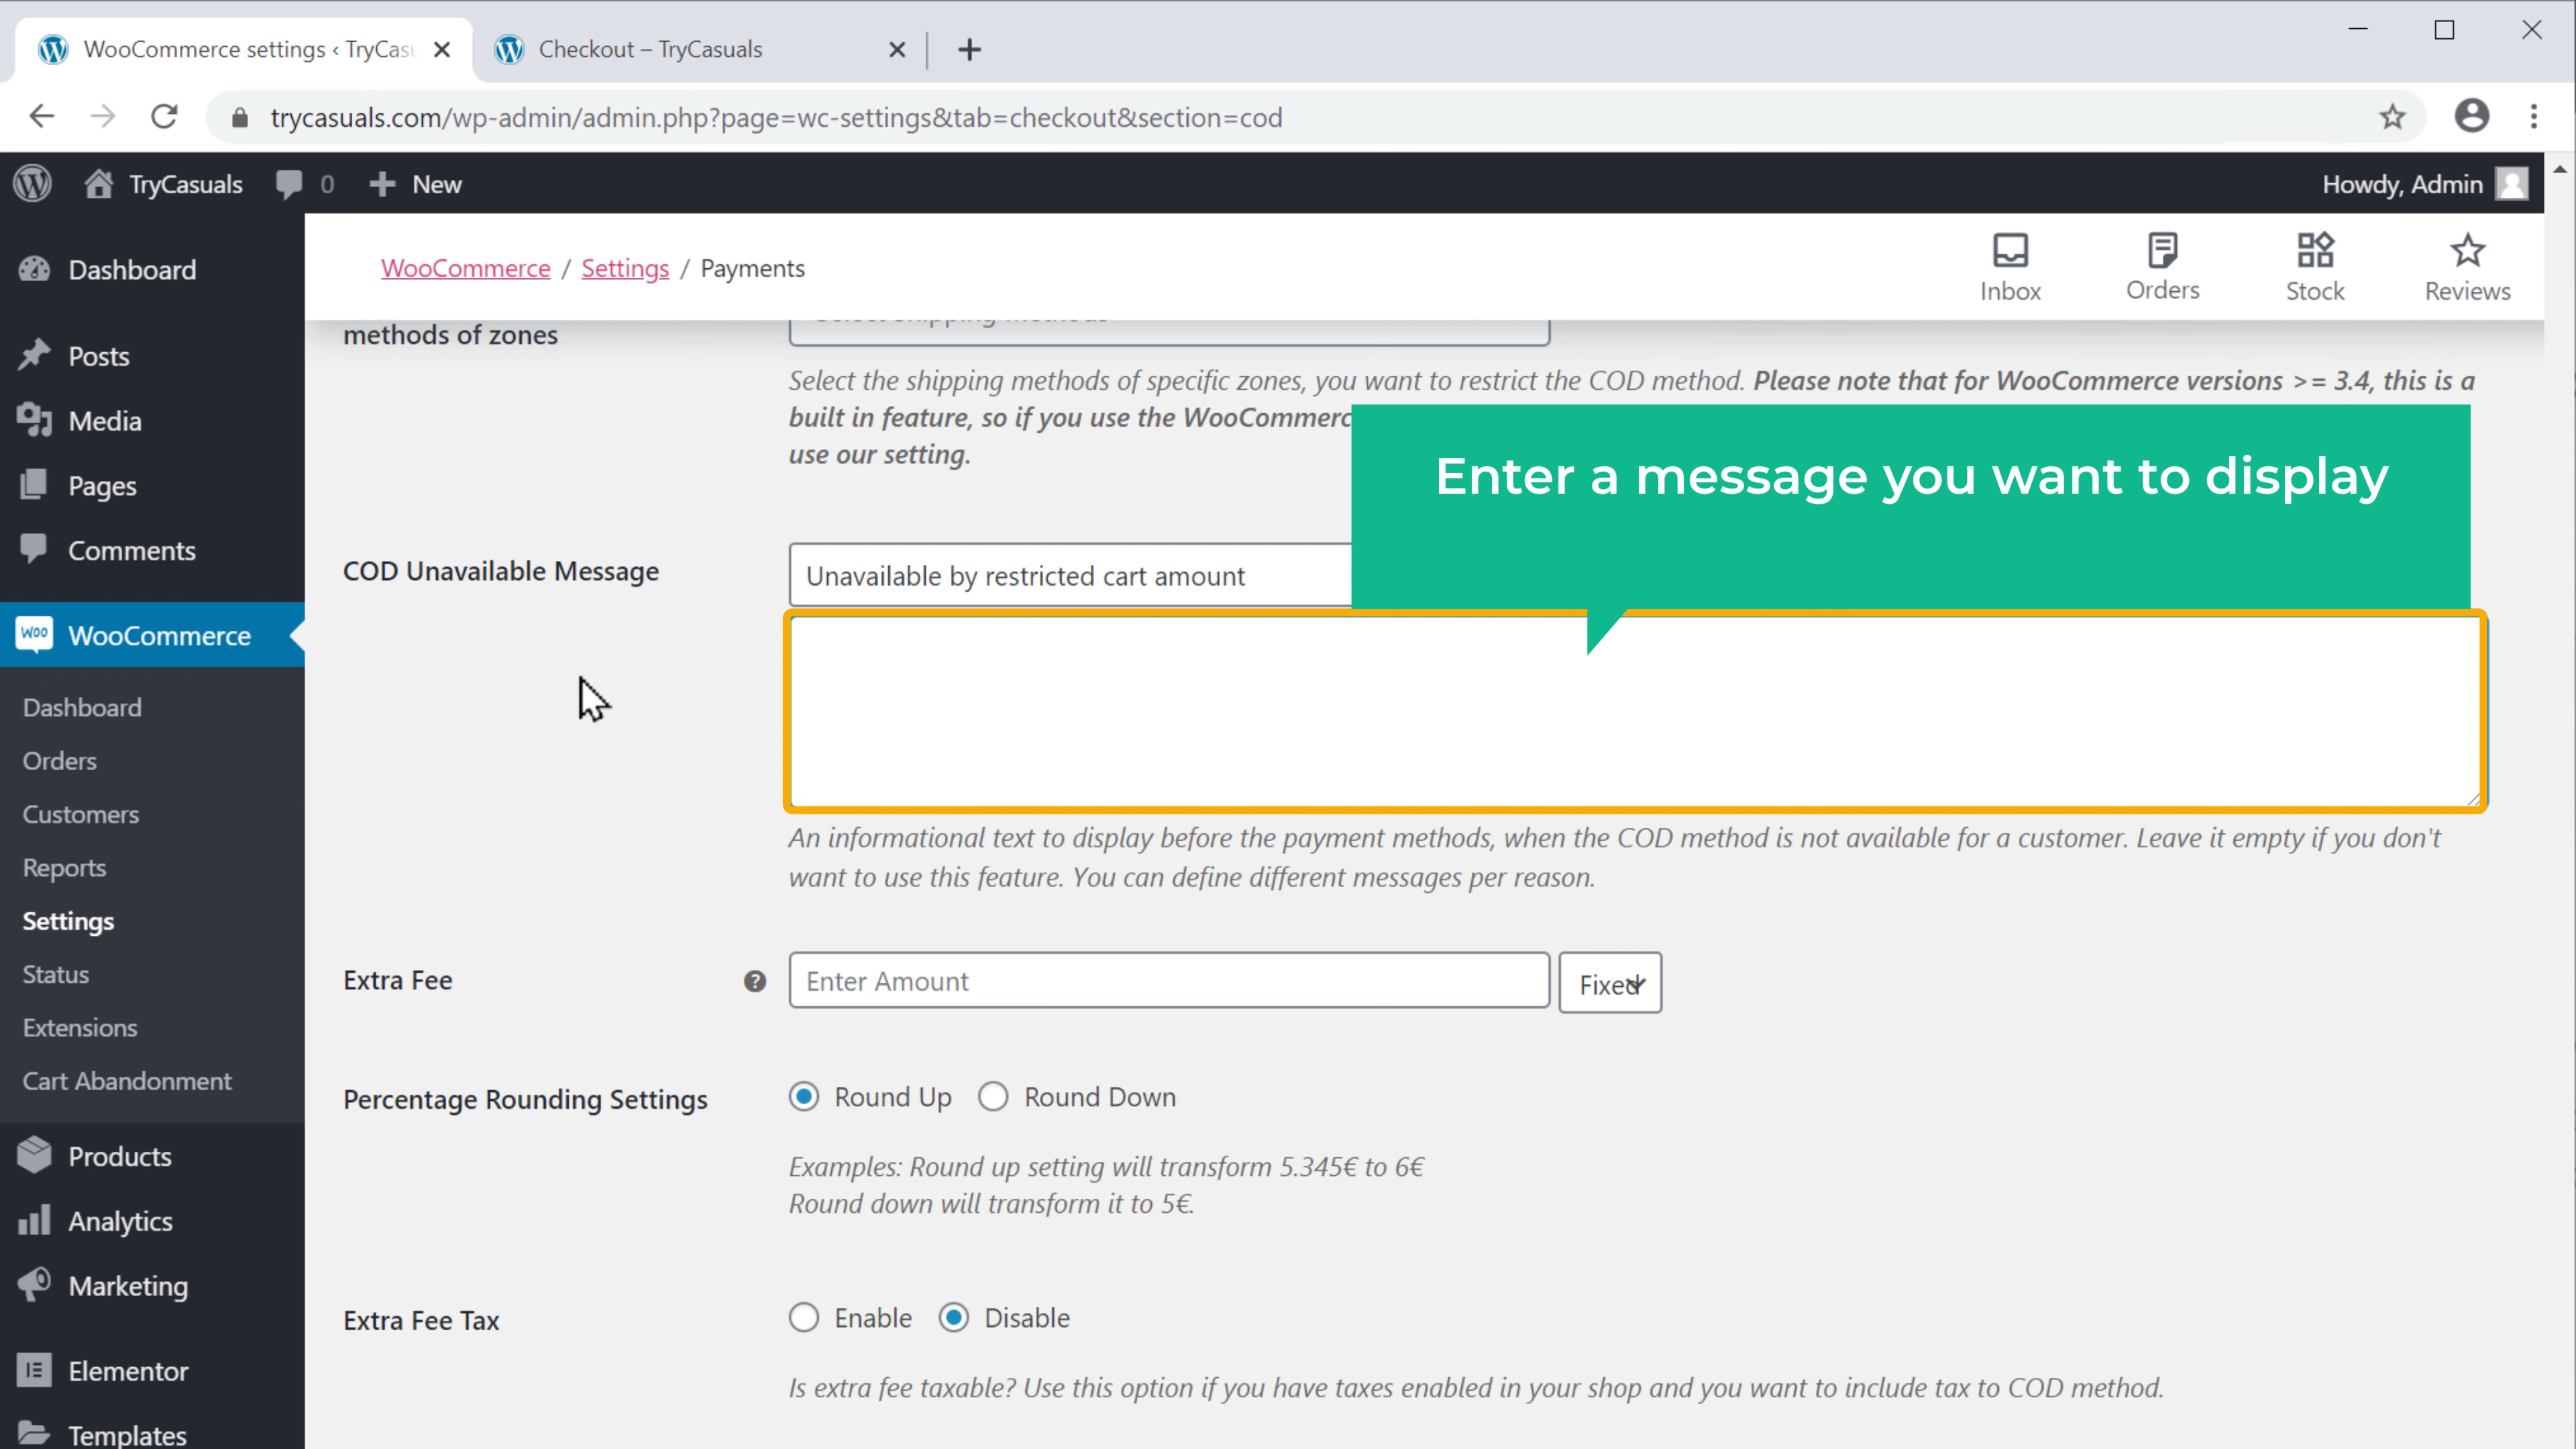 WooCommerce settings ‹ TryCasu
Checkout – TryCasuals
trycasuals.com/wp-admin/admin.php?page=wc-settings&tab=checkout&section=cod
TryCasuals
0
New
Howdy, Admin
WooCommerce / Settings / Payments
Inbox
Orders
Stock
Reviews
Dashboard
Posts
Media
Pages
Comments
Woo
WooCommerce
Dashboard
Orders
Customers
Reports
Settings
Status
Extensions
Cart Abandonment
Products
Analytics
Marketing
Elementor
Templates
methods of zones
Select the shipping methods of specific zones, you want to restrict the COD method. Please note that for WooCommerce versions >= 3.4, this is a
built in feature, so if you use the WooCommerc
use our setting.
Enter a message you want to display
COD Unavailable Message
Unavailable by restricted cart amount
An informational text to display before the payment methods, when the COD method is not available for a customer. Leave it empty if you don't
want to use this feature. You can define different messages per reason.
Extra Fee
?
Enter Amount
Fixed
Percentage Rounding Settings
Round Up
Round Down
Examples: Round up setting will transform 5.345€ to 6€
Round down will transform it to 5€.
Extra Fee Tax
Enable
Disable
Is extra fee taxable? Use this option if you have taxes enabled in your shop and you want to include tax to COD method.